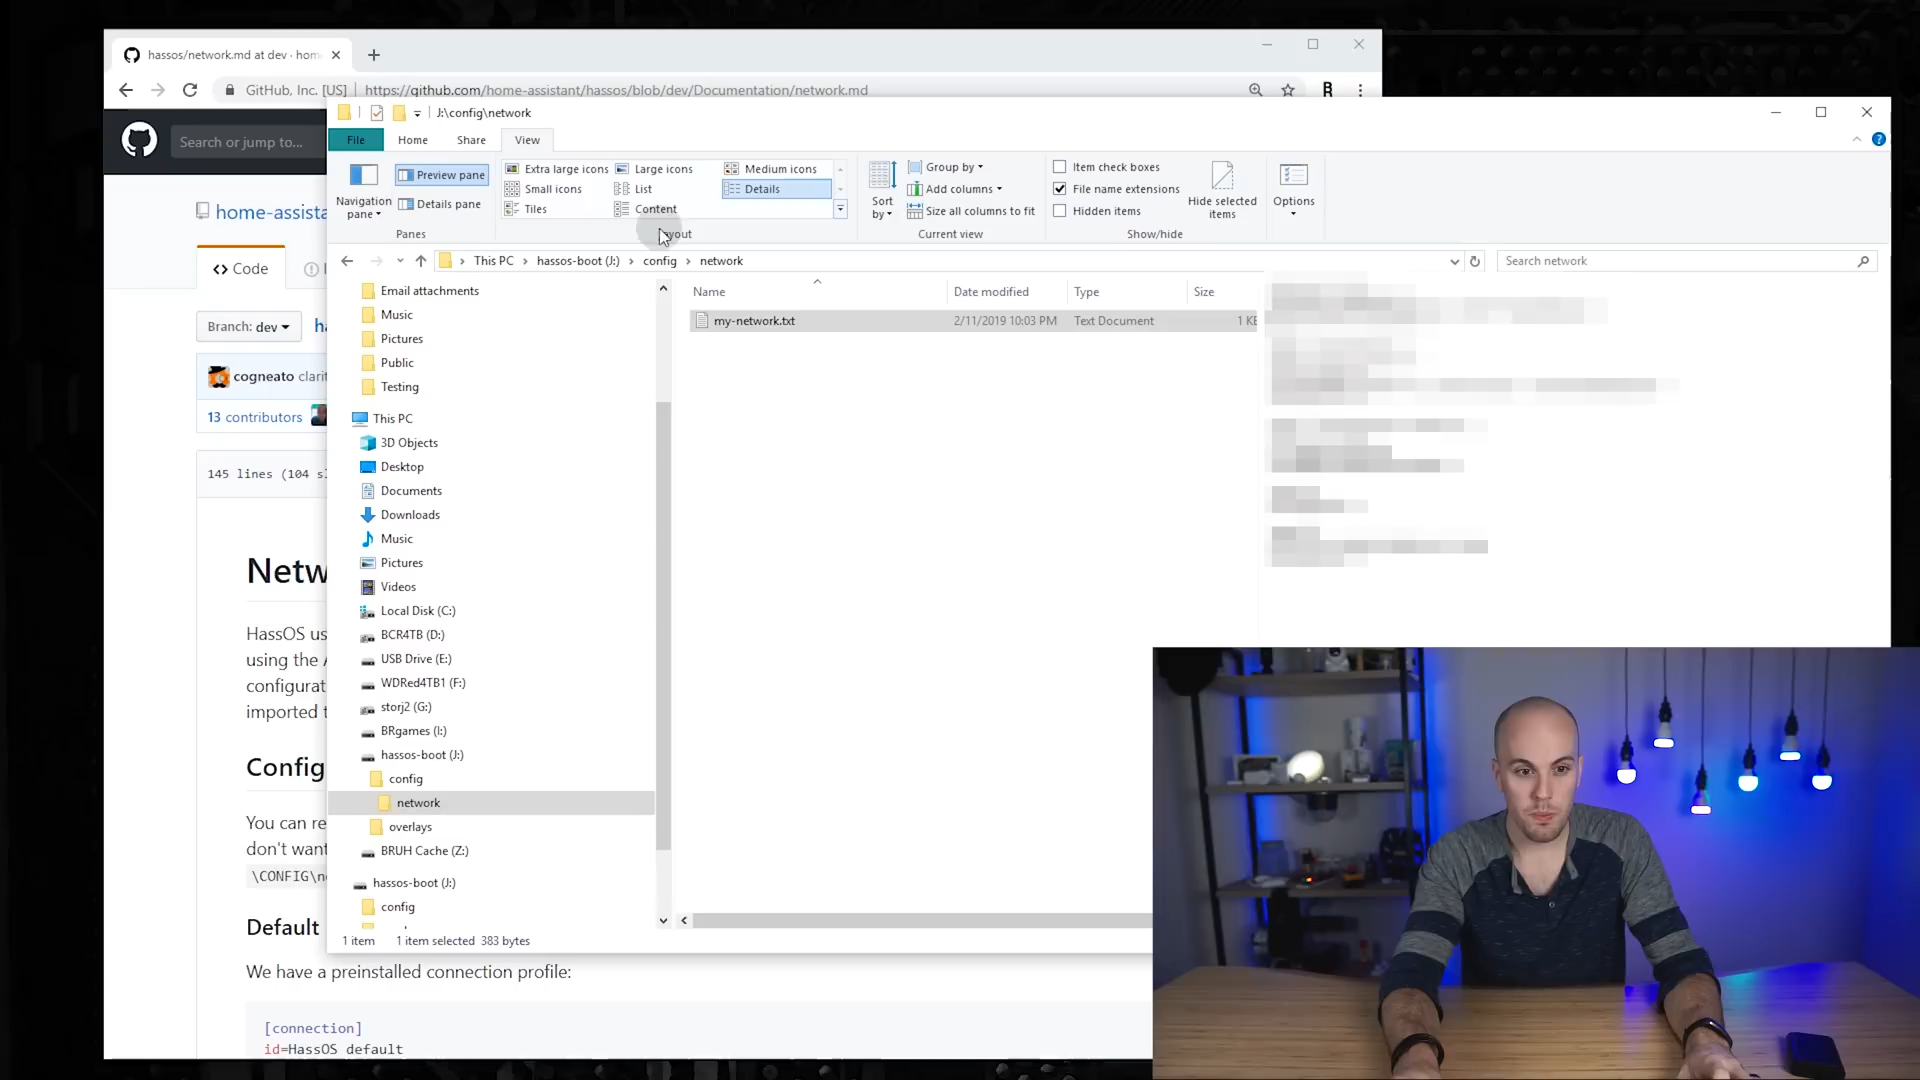 hassos/network.md at dev · hom
GitHub, Inc. [US]
https://github.com/home-assistant/hassos/blob/dev/Documentation/network.md
J:\config\network
Search or jump to...
File
Home
Share
View
Navigation pane
Preview pane
Details pane
Panes
Extra large icons
Large icons
Medium icons
Small icons
List
Details
Tiles
Content
Sort by
Group by
Add columns
Size all columns to fit
Current view
Item check boxes
File name extensions
Hidden items
Hide selected items
Show/hide
Options
This PC
hassos-boot (J:)
config
network
Search network
home-assista
Code
Branch: dev
ha
cogneato clarit
13 contributors
145 lines (104 sl
Netw
HassOS us
using the A
configurat
imported t
Config
You can re
don't want
\CONFIG\n
Default
We have a preinstalled connection profile:
[connection]
id=HassOS default
Email attachments
Music
Pictures
Public
Testing
This PC
3D Objects
Desktop
Documents
Downloads
Music
Pictures
Videos
Local Disk (C:)
BCR4TB (D:)
USB Drive (E:)
WDRed4TB1 (F:)
storj2 (G:)
BRgames (I:)
hassos-boot (J:)
config
network
overlays
BRUH Cache (Z:)
hassos-boot (J:)
config
Name
Date modified
Type
Size
my-network.txt
2/11/2019 10:03 PM
Text Document
1 KB
1 item
1 item selected 383 bytes